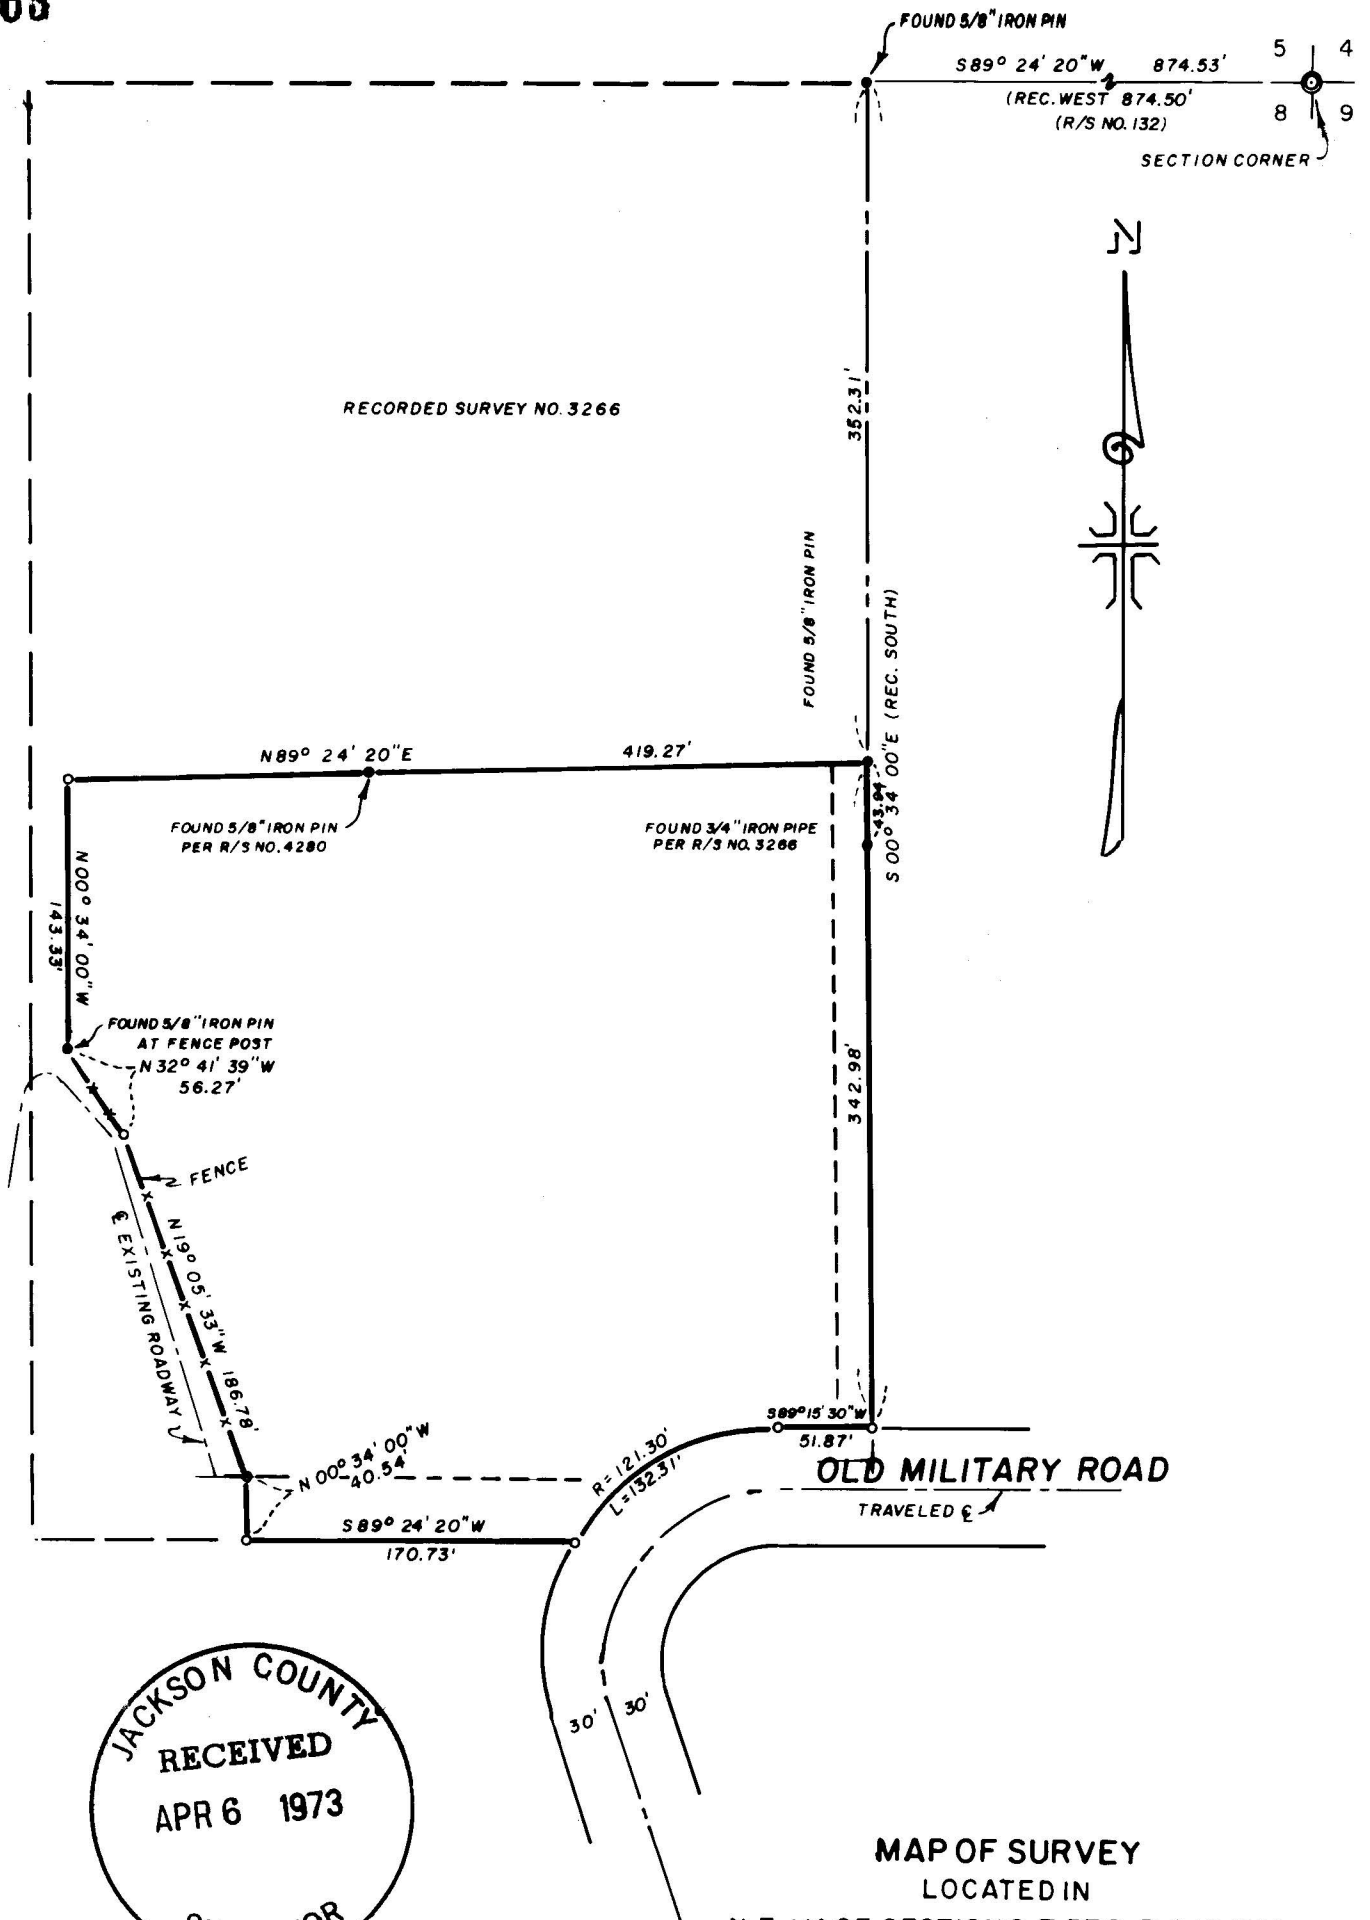 FOUND 5/8" IRON PIN
S89° 24' 20"W 874.53'
(REC. WEST 874.50'
(R/S NO. 132)
5 4
8 9
SECTION CORNER
N
352.31'
RECORDED SURVEY NO. 3266
FOUND 5/8" IRON PIN
S 00° 34' 00"E (REC. SOUTH)
N89° 24' 20"E 419.27'
43.94'
FOUND 5/8" IRON PIN
PER R/S NO. 4280
FOUND 3/4" IRON PIPE
PER R/S NO. 3266
N 00° 34' 00"W
143.33'
FOUND 5/8" IRON PIN
AT FENCE POST
N 32° 41' 39"W
56.27'
342.98'
FENCE
N 19° 05' 33"W 186.78'
℄ EXISTING ROADWAY
N 00° 34' 00"W
40.54'
R=121.30'
L=132.31'
S89° 15' 30"W
51.87'
OLD MILITARY ROAD
TRAVELED ℄
S89° 24' 20"W
170.73'
30' 30'
JACKSON COUNTY
RECEIVED
APR 6 1973
MAP OF SURVEY
LOCATED IN